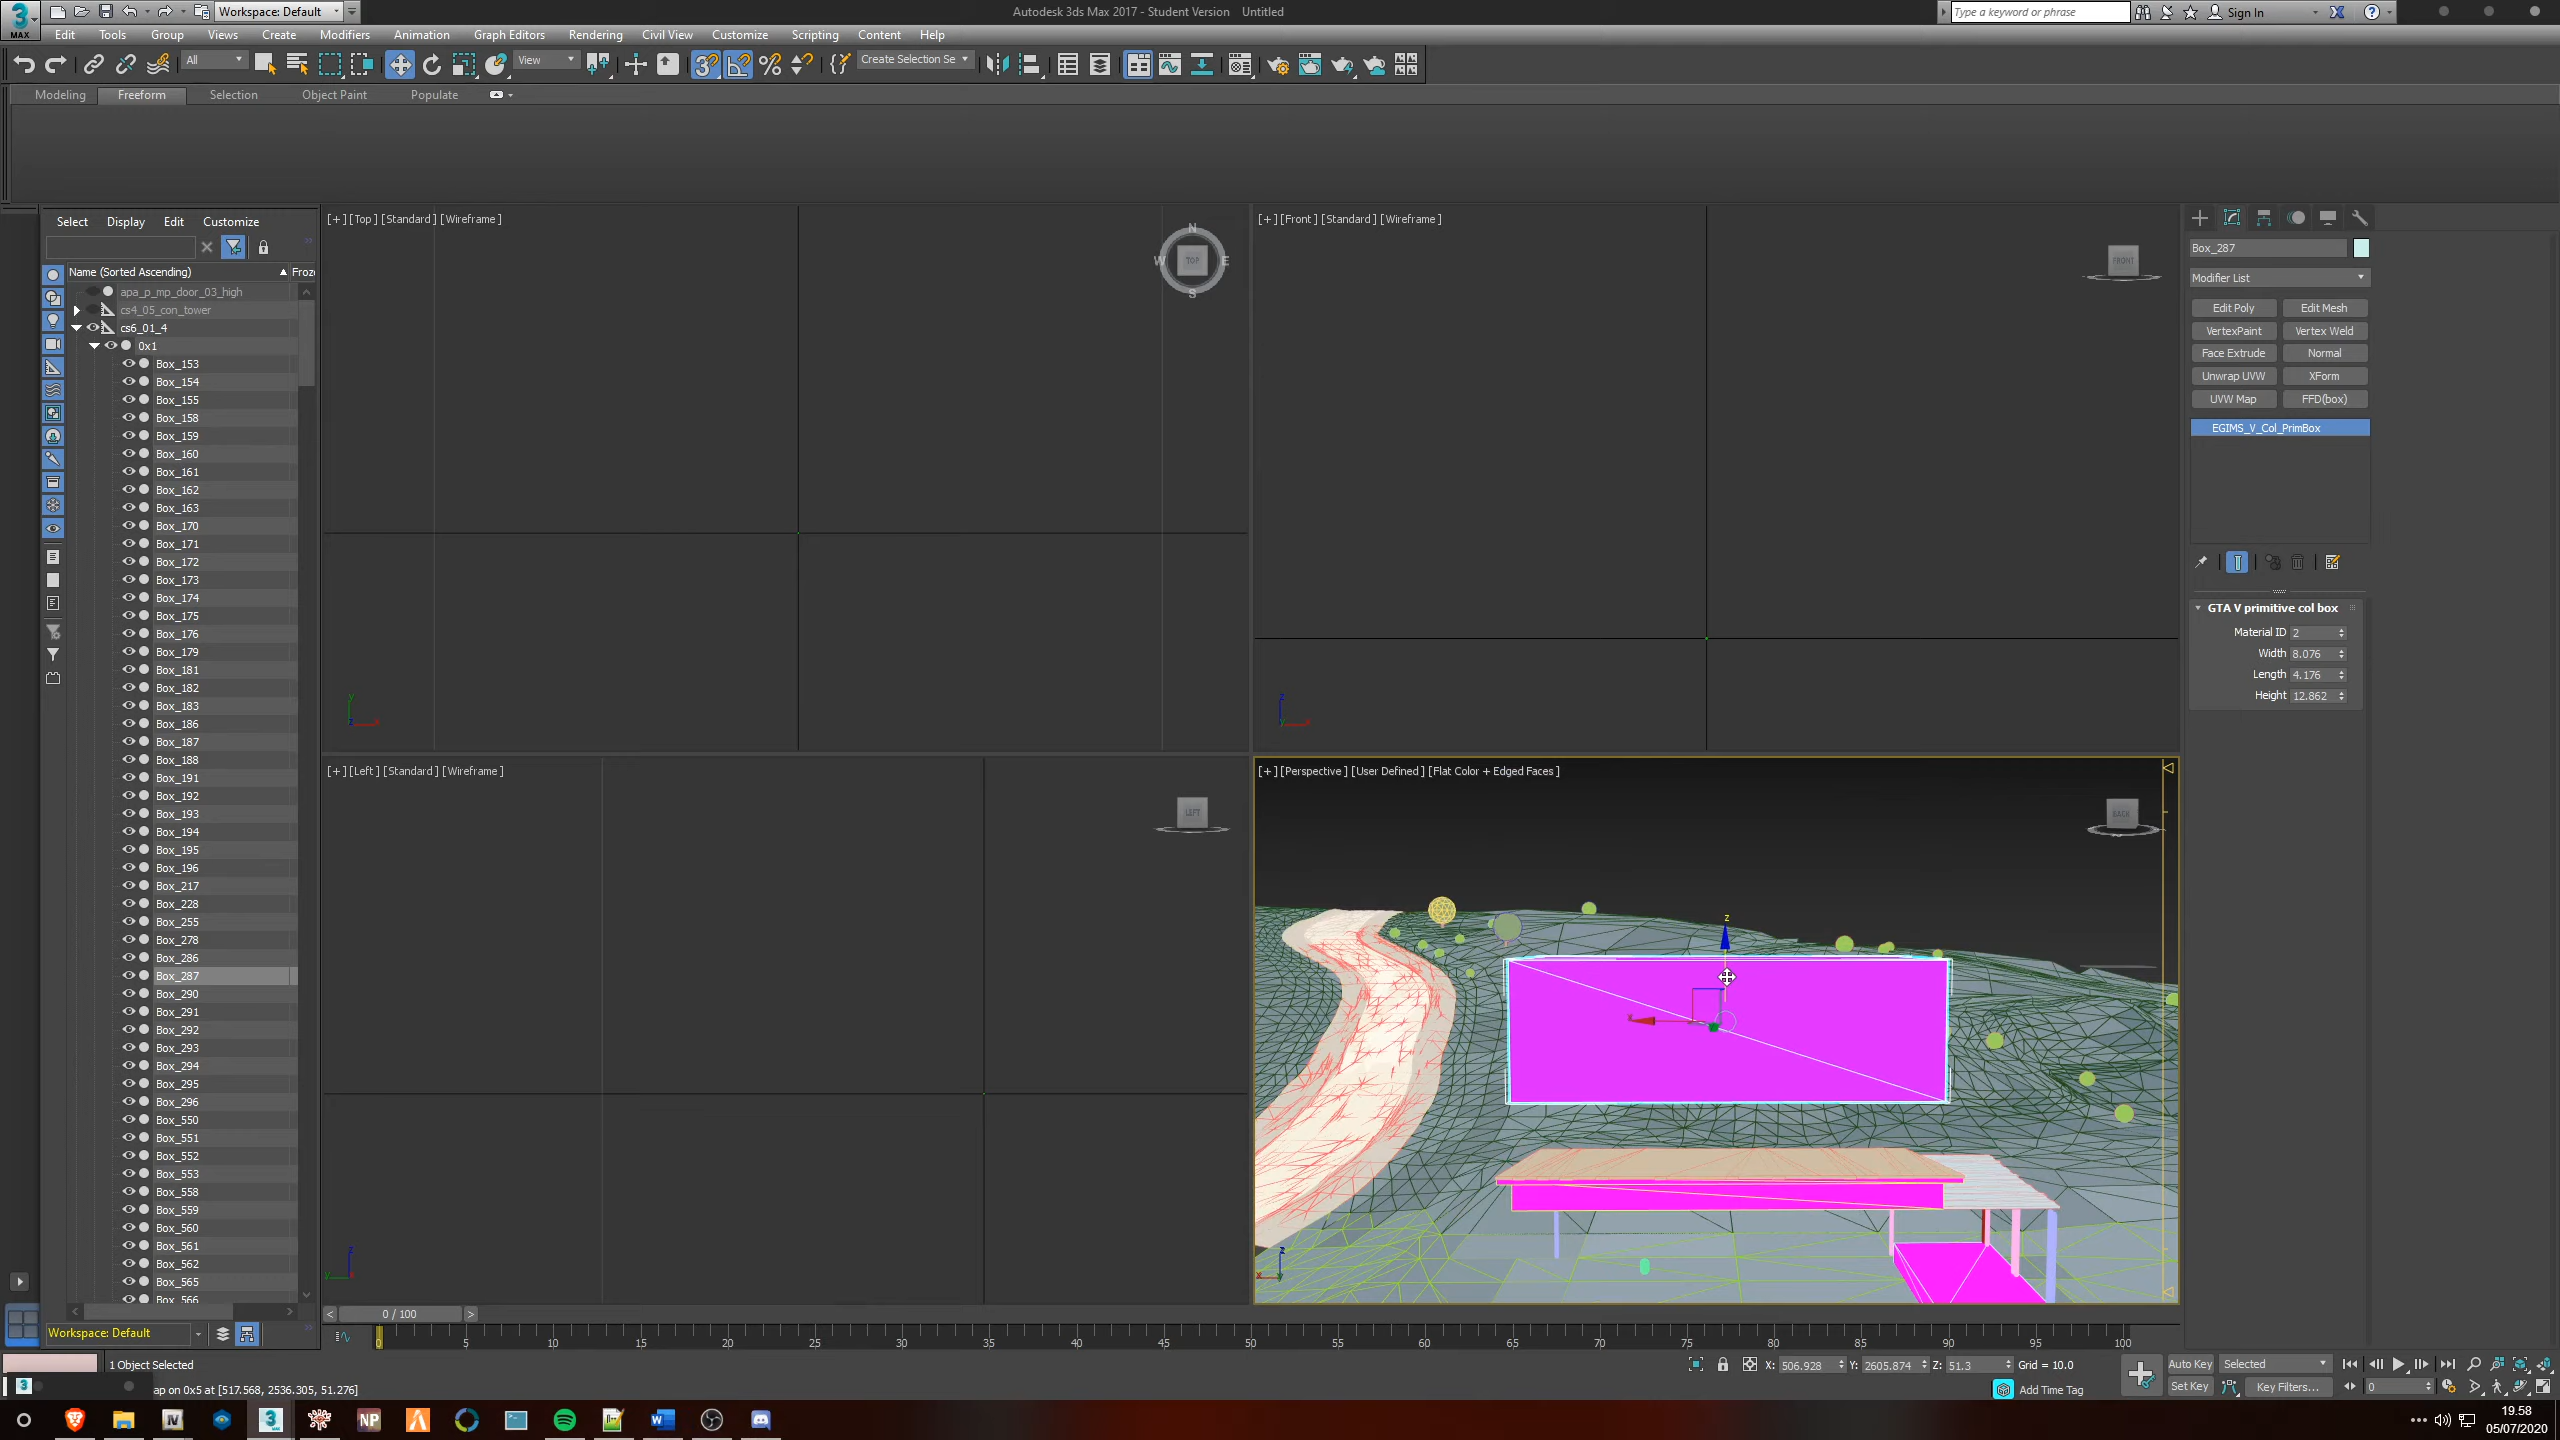 Workspace: Default
Autodesk 3ds Max 2017 - Student Version    Untitled
Type a keyword or phrase
Sign In
MAX
Edit Tools Group Views Create Modifiers Animation Graph Editors Rendering Civil View Customize Scripting Content Help
All
View
Create Selection Se
Modeling Freeform Selection Object Paint Populate
Select Display Edit Customize
Name (Sorted Ascending)
Froz
apa_p_mp_door_03_high
cs4_05_con_tower
cs6_01_4
0x1
Box_153
Box_154
Box_155
Box_158
Box_159
Box_160
Box_161
Box_162
Box_163
Box_170
Box_171
Box_172
Box_173
Box_174
Box_175
Box_176
Box_179
Box_181
Box_182
Box_183
Box_186
Box_187
Box_188
Box_191
Box_192
Box_193
Box_194
Box_195
Box_196
Box_217
Box_228
Box_255
Box_278
Box_286
Box_287
Box_290
Box_291
Box_292
Box_293
Box_294
Box_295
Box_296
Box_550
Box_551
Box_552
Box_553
Box_558
Box_559
Box_560
Box_561
Box_562
Box_565
Box_566
Workspace: Default
[+] [Top] [Standard] [Wireframe]
N
W TOP E
S
y
z x
[+] [Front] [Standard] [Wireframe]
FRONT
z
y x
[+] [Left] [Standard] [Wireframe]
LEFT
z
y x
[+] [Perspective] [User Defined] [Flat Color + Edged Faces]
BACK
z
x
z
x y
Box_287
Modifier List
Edit Poly Edit Mesh
VertexPaint Vertex Weld
Face Extrude Normal
Unwrap UVW XForm
UVW Map FFD(box)
EGIMS_V_Col_PrimBox
GTA V primitive col box
Material ID 2
Width 8.076
Length 4.176
Height 12.862
0 / 100
0 5 10 15 20 25 30 35 40 45 50 55 60 65 70 75 80 85 90 95 100
1 Object Selected
ap on 0x5 at [517.568, 2536.305, 51.276]
X: 506.928 Y: 2605.874 Z: 51.3 Grid = 10.0
Add Time Tag
Auto Key Selected
Set Key Key Filters...
0
NP
19.58
05/07/2020